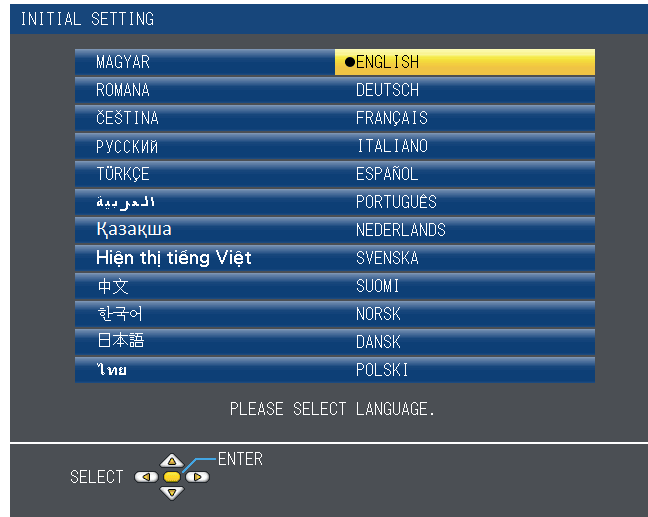 INITIAL SETTING
MAGYAR ●ENGLISH
ROMANA DEUTSCH
ČEŠTINA FRANÇAIS
РУССКИЙ ITALIANO
TÜRKÇE ESPAÑOL
العربية PORTUGUÊS
Қазақша NEDERLANDS
Hiện thị tiếng Việt SVENSKA
中文 SUOMI
한국어 NORSK
日本語 DANSK
ไทย POLSKI
PLEASE SELECT LANGUAGE.
ENTER
SELECT